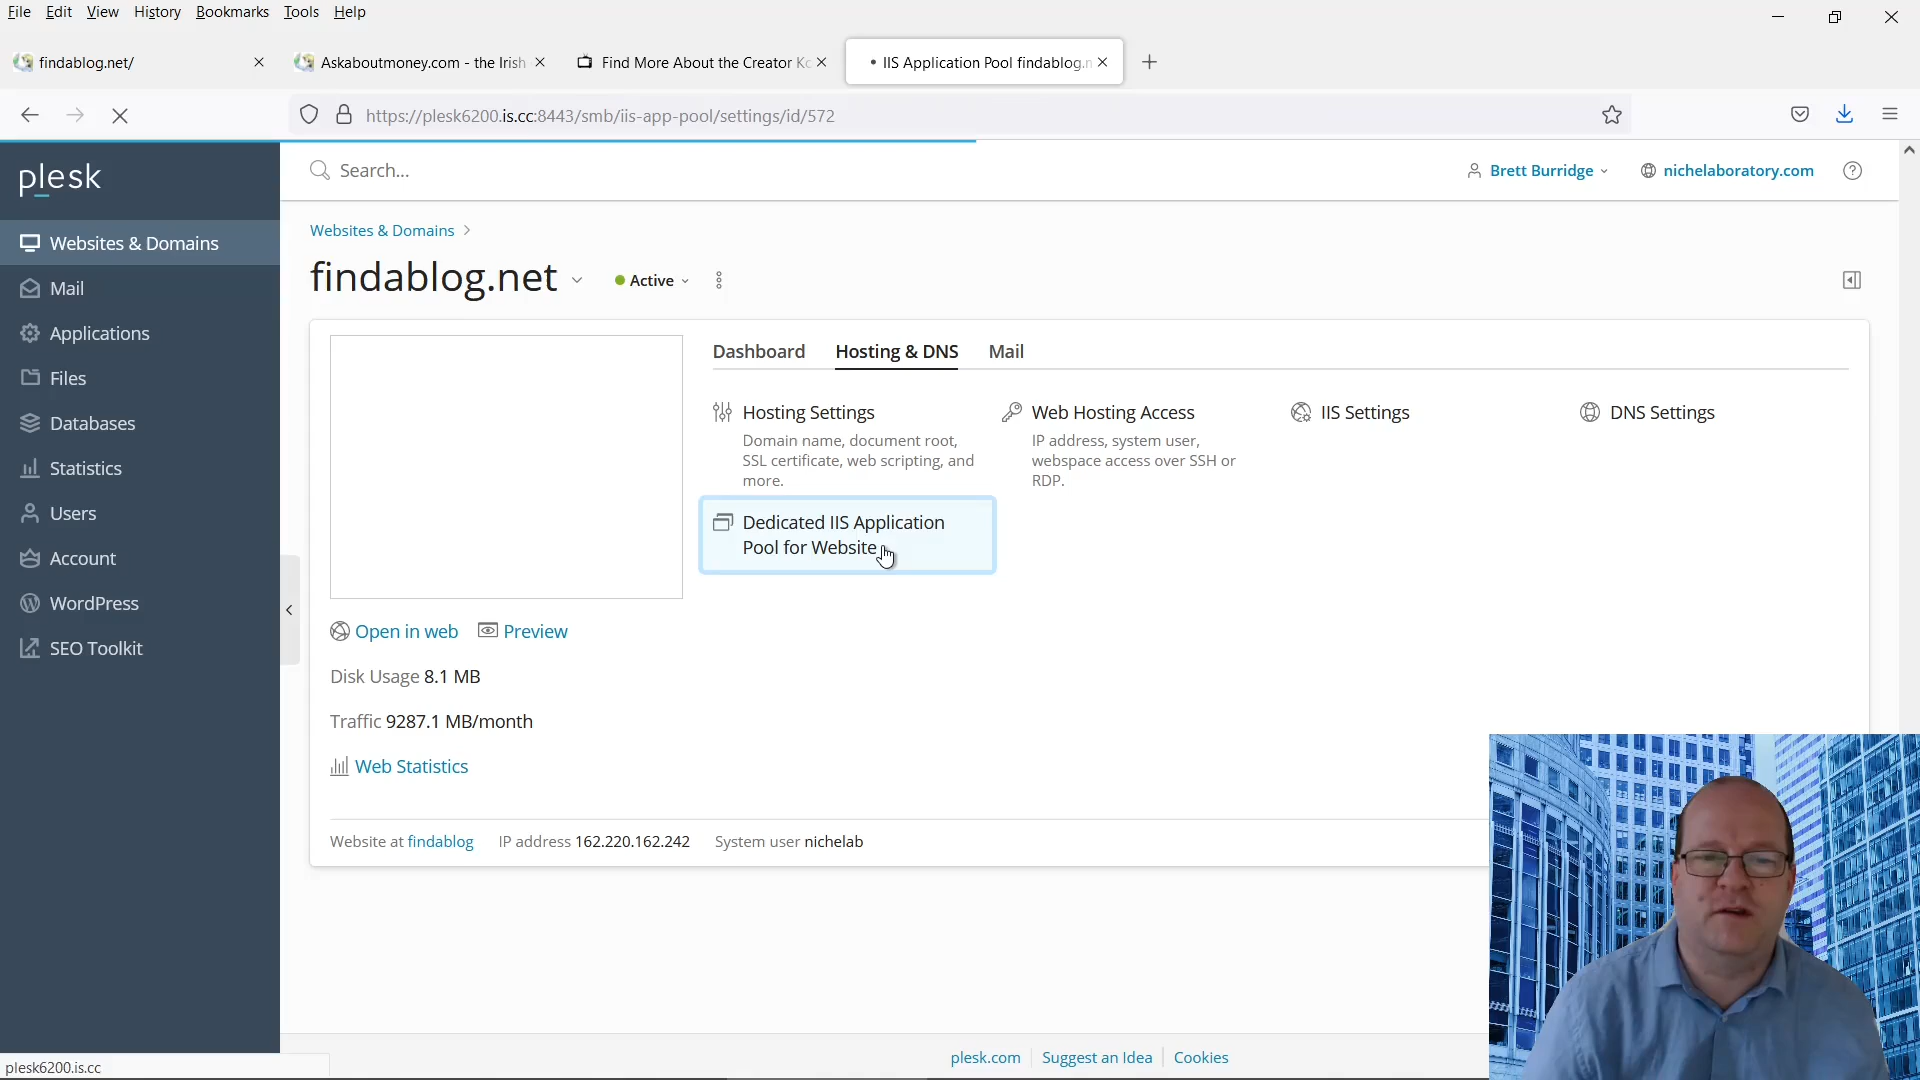 File Edit View History Bookmarks Tools Help
findablog.net/
Askaboutmoney.com - the Irish
Find More About the Creator Ko
• IIS Application Pool findablog.n
https://plesk6200.is.cc:8443/smb/iis-app-pool/settings/id/572
plesk
Search...
Brett Burridge
nichelaboratory.com
Websites & Domains
Mail
Applications
Files
Databases
Statistics
Users
Account
WordPress
SEO Toolkit
Websites & Domains >
findablog.net
Active
Dashboard Hosting & DNS Mail
Hosting Settings
Domain name, document root,
SSL certificate, web scripting, and
more.
Web Hosting Access
IP address, system user,
webspace access over SSH or
RDP.
IIS Settings
DNS Settings
Dedicated IIS Application
Pool for Website
Open in web Preview
Disk Usage 8.1 MB
Traffic 9287.1 MB/month
Web Statistics
Website at findablog IP address 162.220.162.242 System user nichelab
plesk.com Suggest an Idea Cookies
plesk6200.is.cc